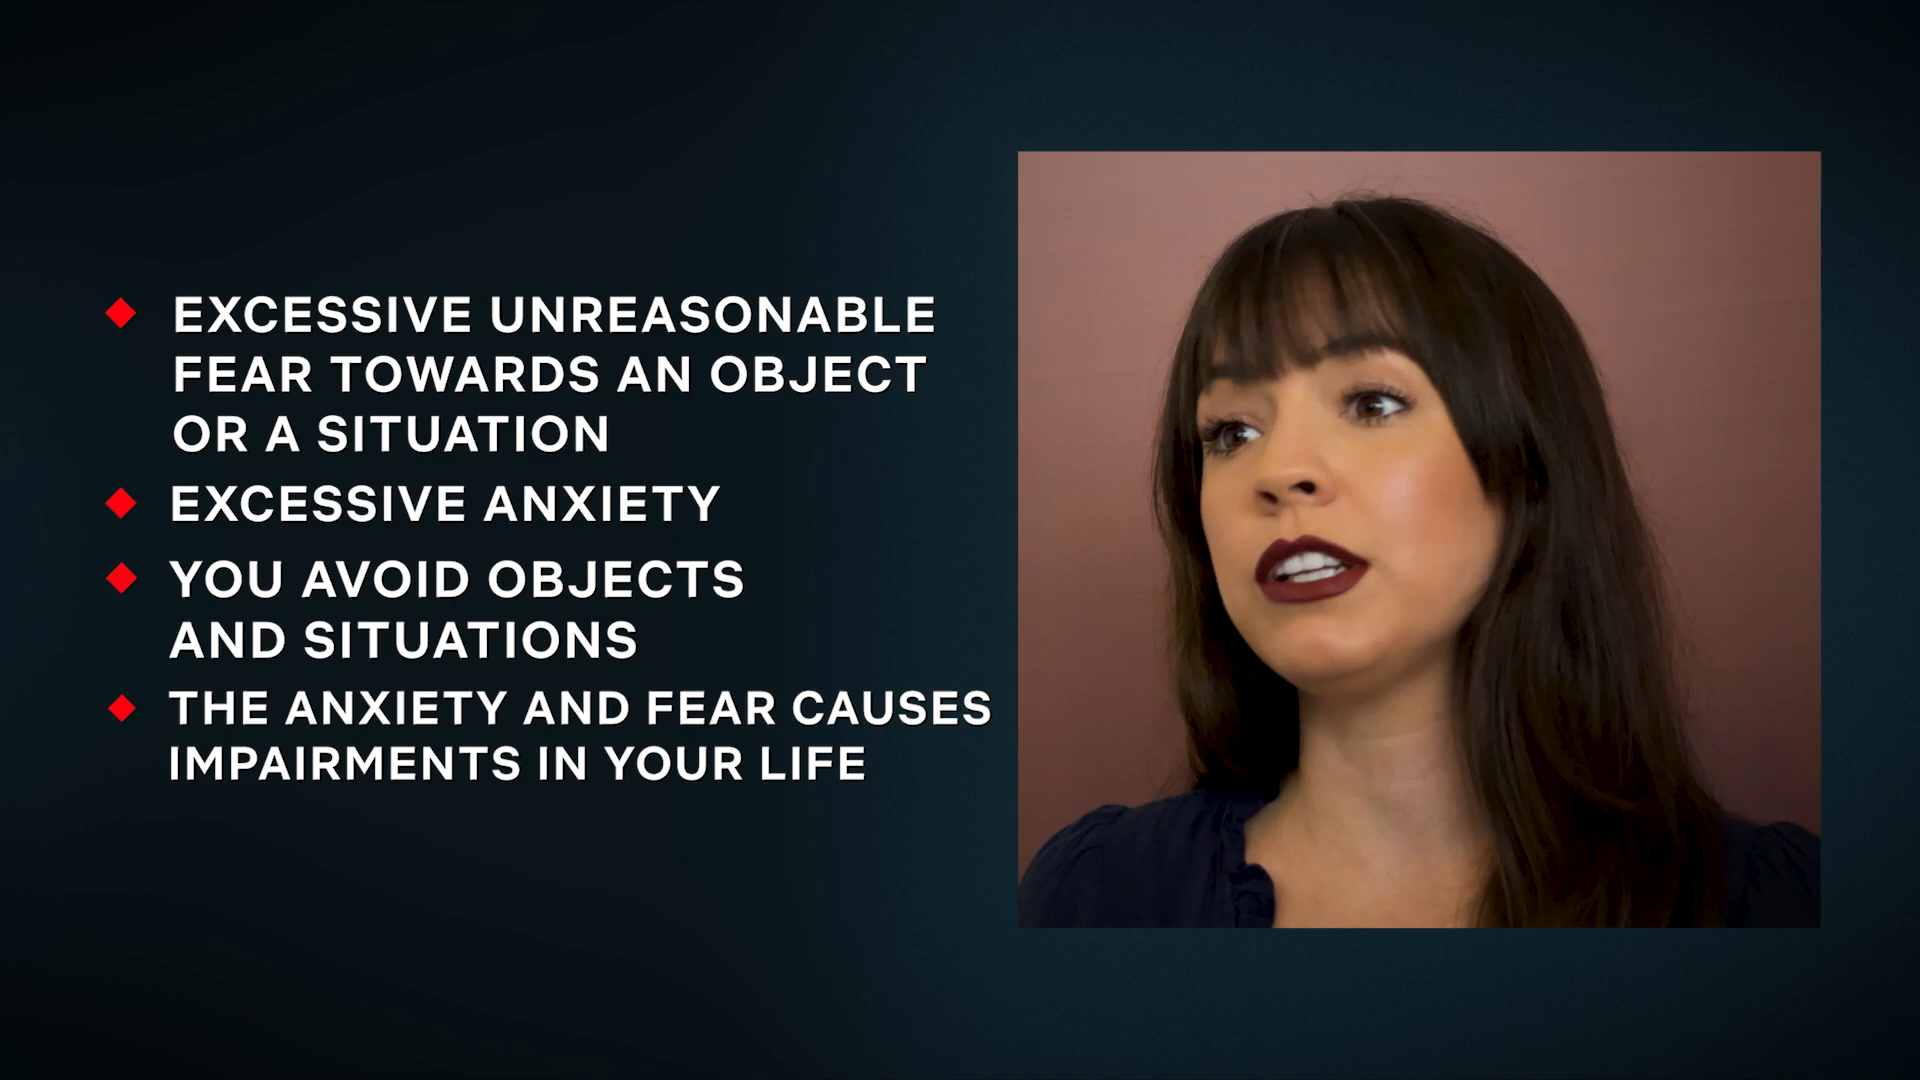 EXCESSIVE UNREASONABLE
FEAR TOWARDS AN OBJECT
OR A SITUATION
EXCESSIVE ANXIETY
YOU AVOID OBJECTS
AND SITUATIONS
THE ANXIETY AND FEAR CAUSES
IMPAIRMENTS IN YOUR LIFE